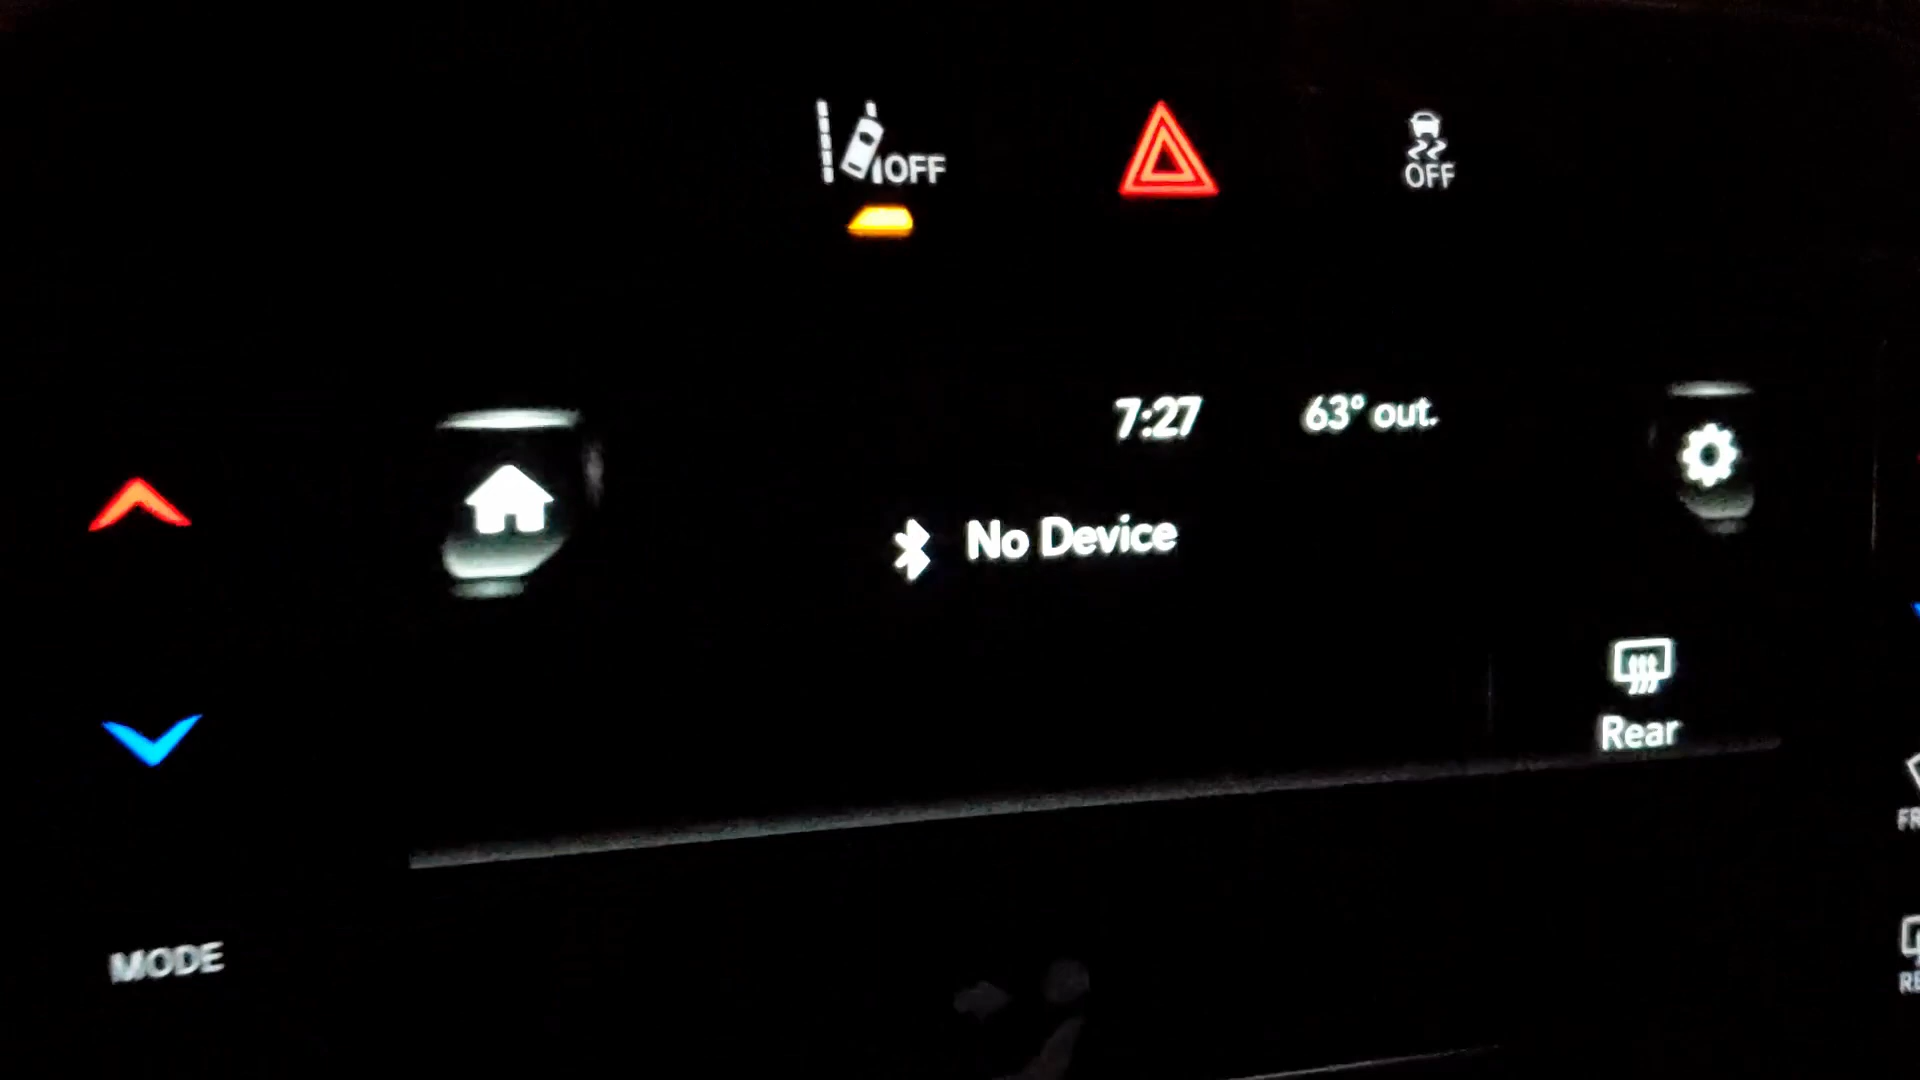 OFF
OFF
7:27 63° out.
No Device
Rear
MODE